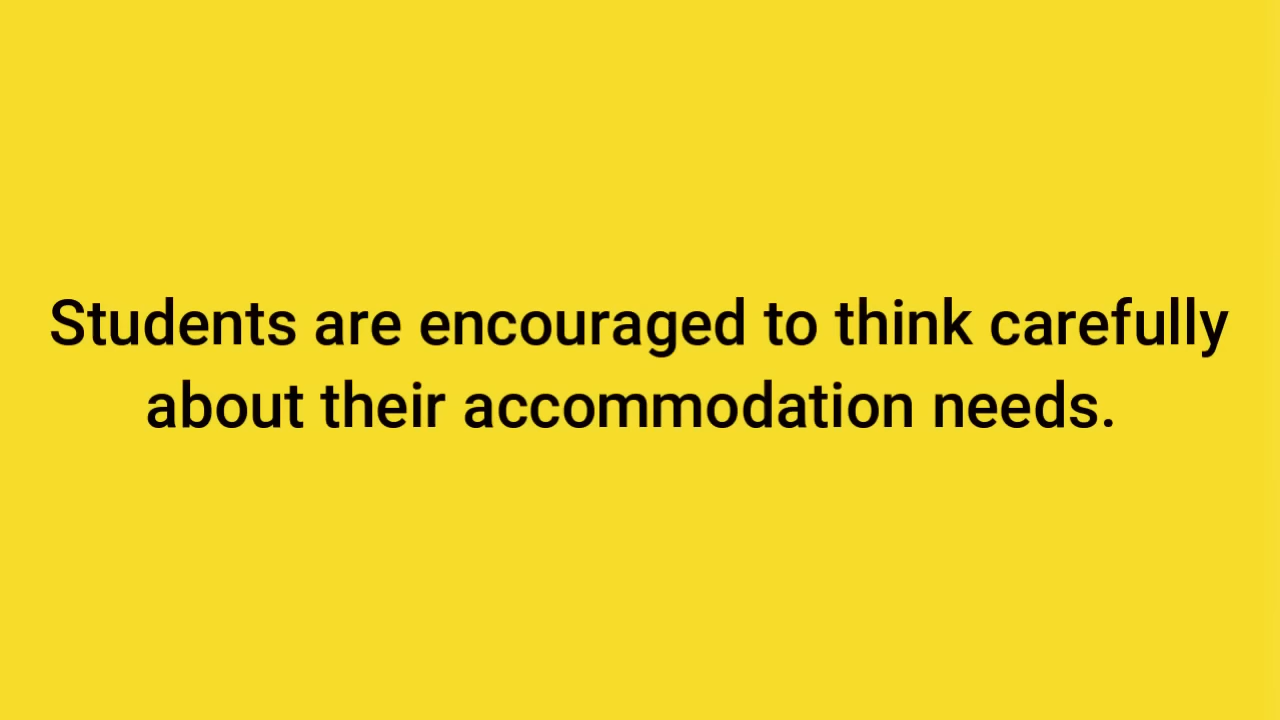 Students are encouraged to think carefully
about their accommodation needs.